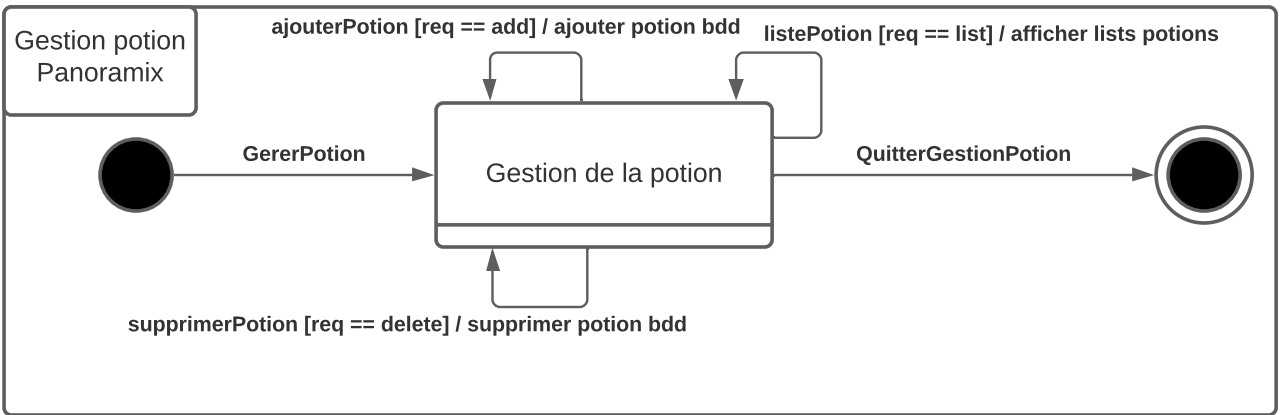 Gestion potion
Panoramix
ajouterPotion [req == add] / ajouter potion bdd
listePotion [req == list] / afficher lists potions
GererPotion
Gestion de la potion
QuitterGestionPotion
supprimerPotion [req == delete] / supprimer potion bdd